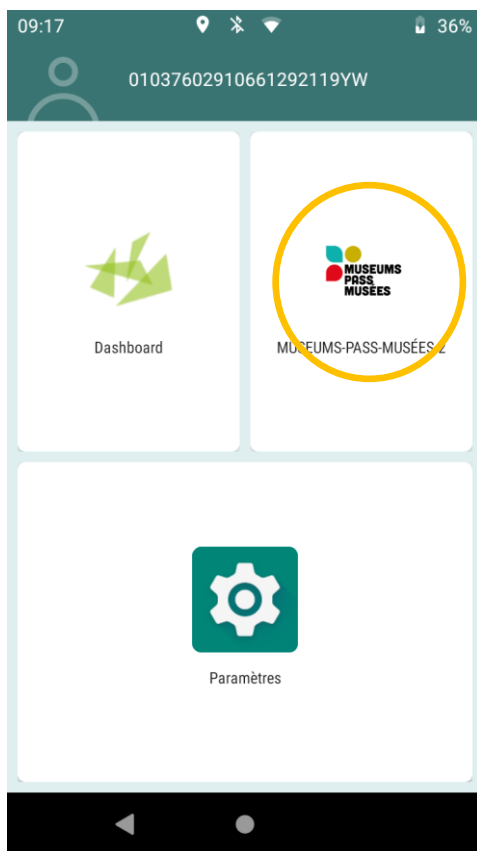 09:17
36%
01037602910661292119YW
MUSEUMS
PASS
MUSÉES
Dashboard
MUSEUMS-PASS-MUSÉES-2
Paramètres